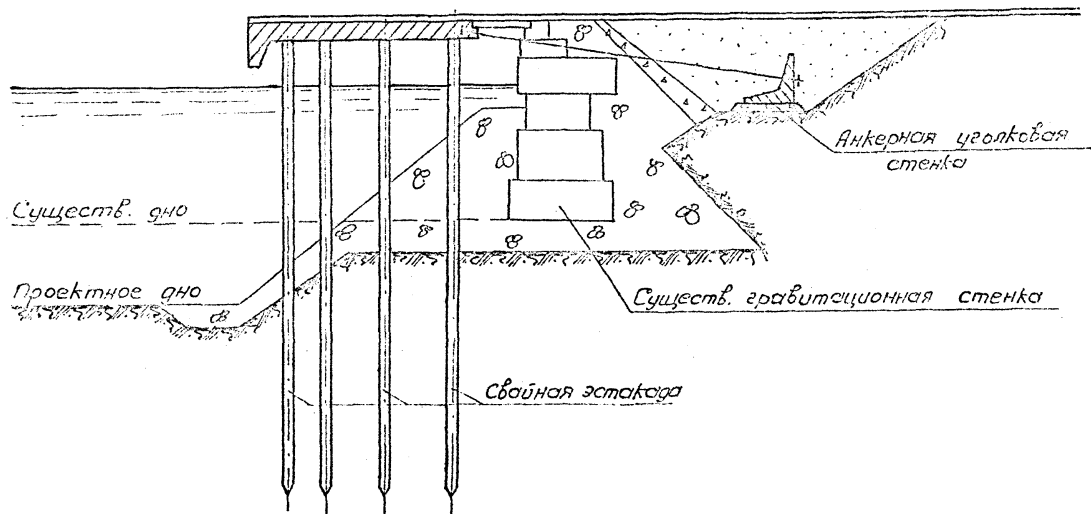 Анкерная уголковая
стенка
Существ. дно
Проектное дно
Существ. гравитационная стенка
Свайная эстакада